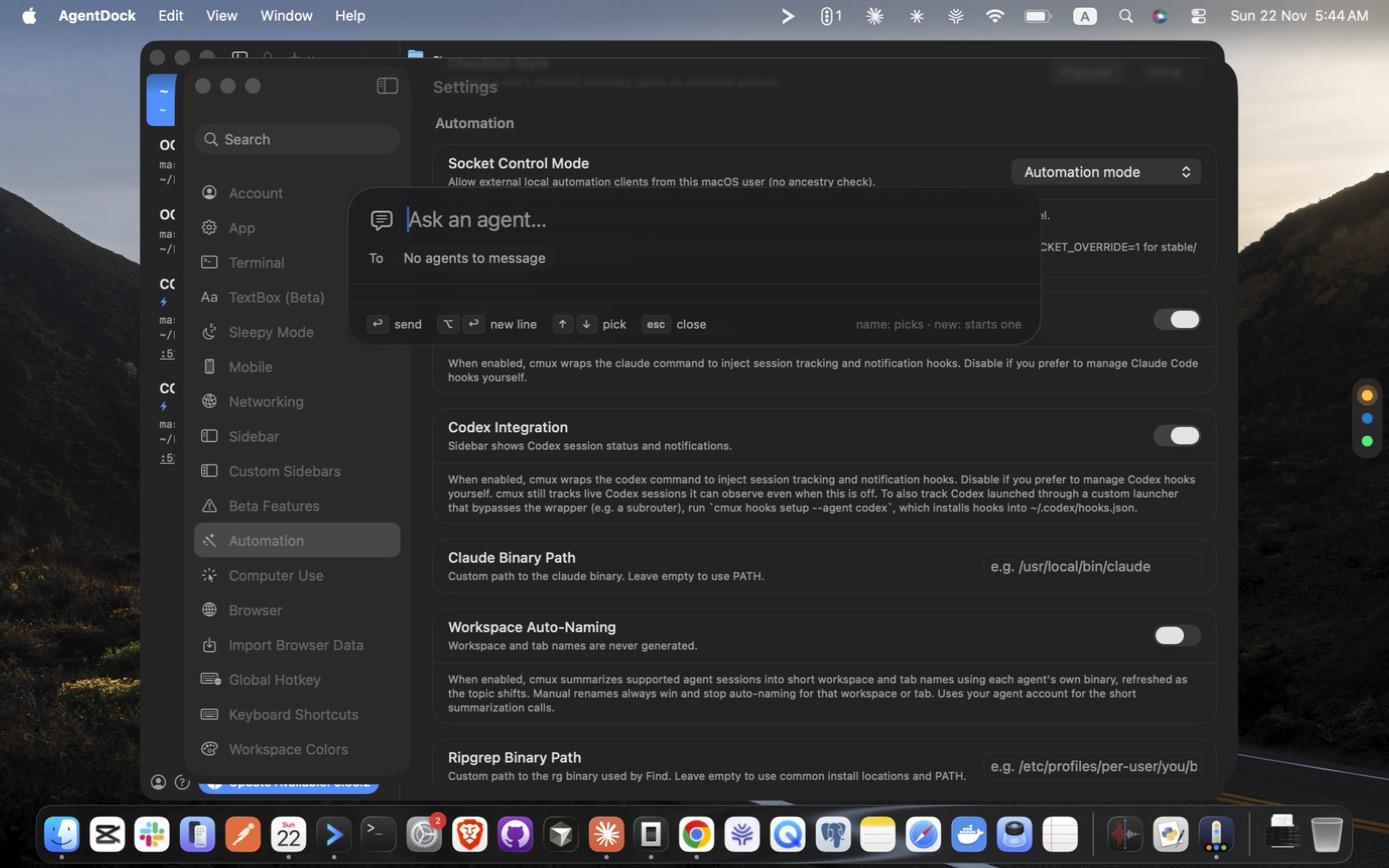 AgentDock Edit View Window Help
1
A
Sun 22 Nov 5:44 AM
Checklist Style
Popover Inline
Settings
Search
Automation
Account
App
Terminal
Aa TextBox (Beta)
Sleepy Mode
Mobile
Networking
Sidebar
Custom Sidebars
Beta Features
Automation
Computer Use
Browser
Import Browser Data
Global Hotkey
Keyboard Shortcuts
Workspace Colors
Socket Control Mode
Allow external local automation clients from this macOS user (no ancestry check).
Automation mode
CKET_OVERRIDE=1 for stable/
Ask an agent...
To No agents to message
send new line pick esc close
name: picks · new: starts one
When enabled, cmux wraps the claude command to inject session tracking and notification hooks. Disable if you prefer to manage Claude Code
hooks yourself.
Codex Integration
Sidebar shows Codex session status and notifications.
When enabled, cmux wraps the codex command to inject session tracking and notification hooks. Disable if you prefer to manage Codex hooks
yourself. cmux still tracks live Codex sessions it can observe even when this is off. To also track Codex launched through a custom launcher
that bypasses the wrapper (e.g. a subrouter), run `cmux hooks setup --agent codex`, which installs hooks into ~/.codex/hooks.json.
Claude Binary Path
Custom path to the claude binary. Leave empty to use PATH.
e.g. /usr/local/bin/claude
Workspace Auto-Naming
Workspace and tab names are never generated.
When enabled, cmux summarizes supported agent sessions into short workspace and tab names using each agent's own binary, refreshed as
the topic shifts. Manual renames always win and stop auto-naming for that workspace or tab. Uses your agent account for the short
summarization calls.
Ripgrep Binary Path
Custom path to the rg binary used by Find. Leave empty to use common install locations and PATH.
e.g. /etc/profiles/per-user/you/b
SUN
22
2